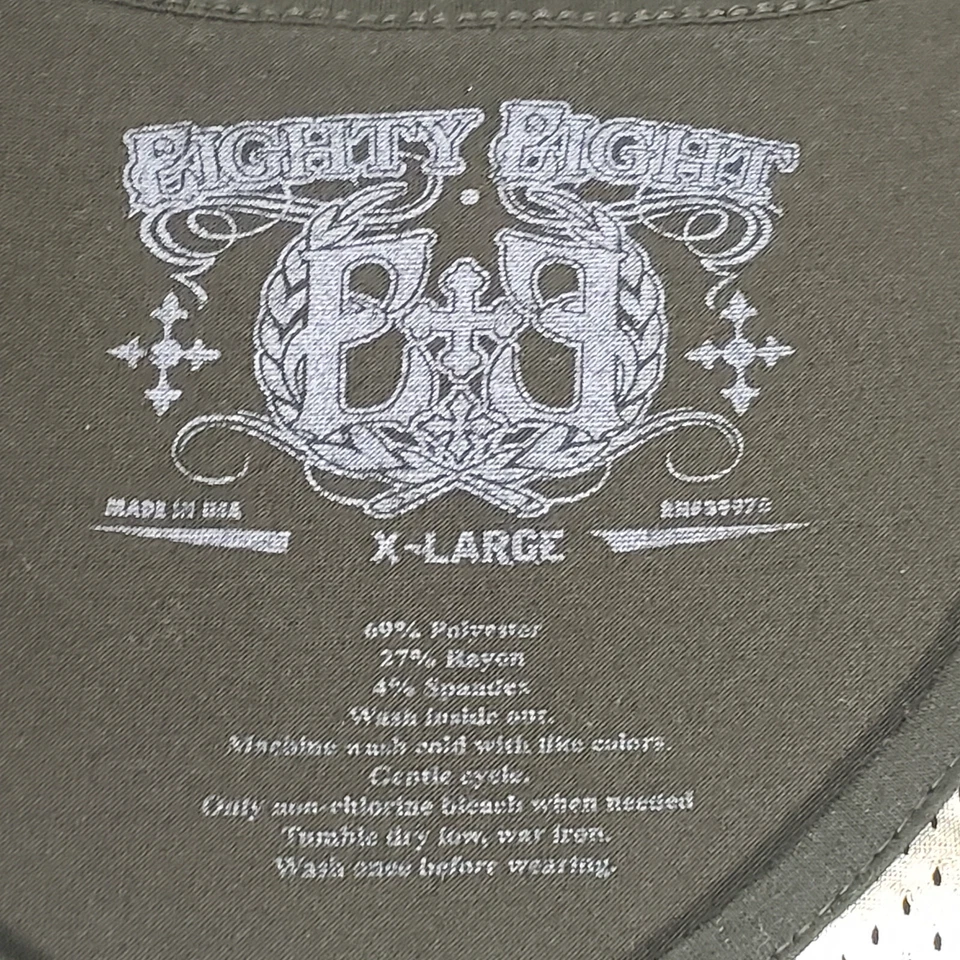 EIGHTY EIGHT
MADE IN USA
X-LARGE
69% Polyester
27% Rayon
4% Spandex
Wash inside out.
Machine wash cold with like colors.
Gentle cycle.
Only non-chlorine bleach when needed
Tumble dry low, war iron.
Wash once before wearing.